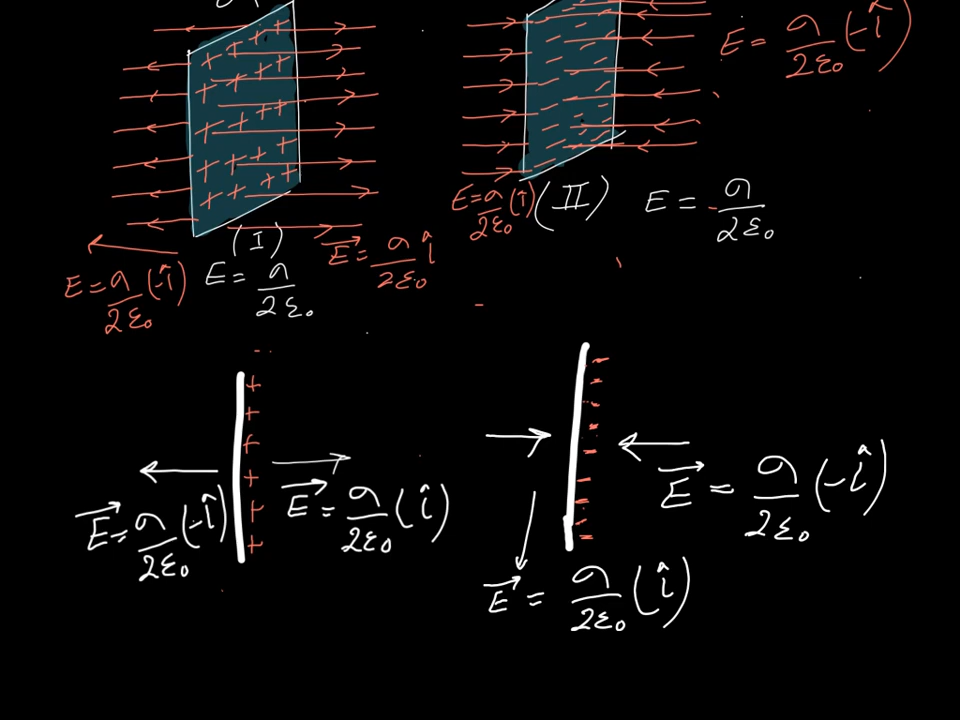 E = σ/2ε₀ (-î)
E = σ/2ε₀ (î)
(II)
E = -σ/2ε₀
(I)
E⃗ = σ/2ε₀ î
E = σ/2ε₀ (-î)
E = σ/2ε₀
E⃗ = σ/2ε₀ (-î)
E⃗ = σ/2ε₀ (î)
E⃗ = σ/2ε₀ (-î)
E⃗ = σ/2ε₀ (î)